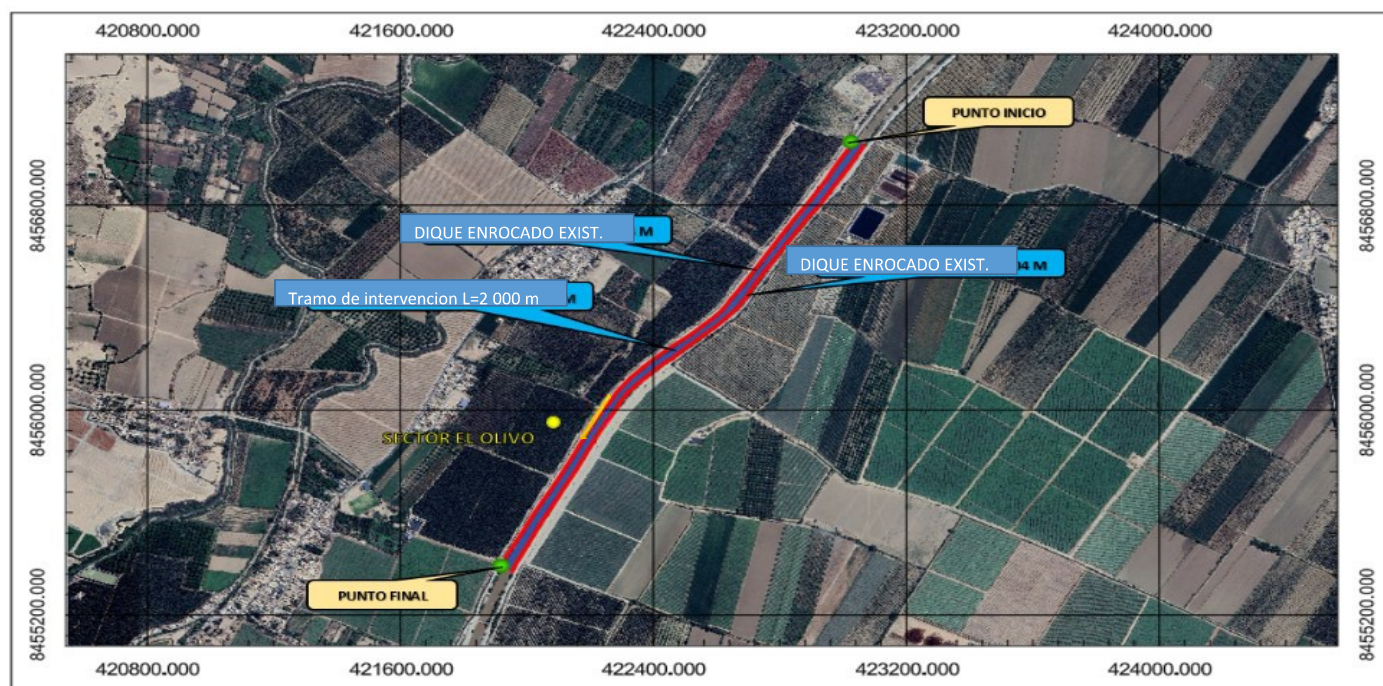 420800.000 421600.000 422400.000 423200.000 424000.000
PUNTO INICIO
8456800.000 8456800.000
DIQUE ENROCADO EXIST. M
DIQUE ENROCADO EXIST. 04 M
Tramo de intervencion L=2 000 m M
8456000.000 8456000.000
SECTOR EL OLIVO
PUNTO FINAL
8455200.000 8455200.000
420800.000 421600.000 422400.000 423200.000 424000.000